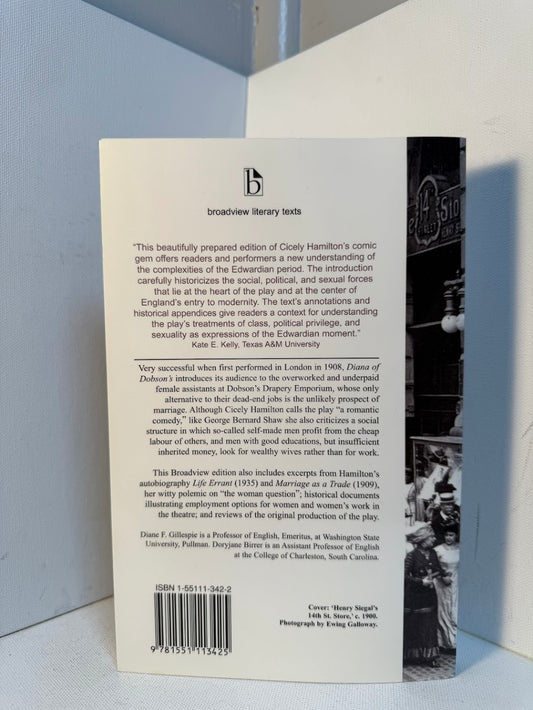 b
broadview literary texts
"This beautifully prepared edition of Cicely Hamilton's comic
gem offers readers and performers a new understanding of
the complexities of the Edwardian period. The introduction
carefully historicizes the social, political, and sexual forces
that lie at the heart of the play and at the center of
England's entry to modernity. The text's annotations and
historical appendices give readers a context for understanding
the play's treatments of class, political privilege, and
sexuality as expressions of the Edwardian moment."
Kate E. Kelly, Texas A&M University
Very successful when first performed in London in 1908, Diana of
Dobson's introduces its audience to the overworked and underpaid
female assistants at Dobson's Drapery Emporium, whose only
alternative to their dead-end jobs is the unlikely prospect of
marriage. Although Cicely Hamilton calls the play "a romantic
comedy," like George Bernard Shaw she also criticizes a social
structure in which so-called self-made men profit from the cheap
labour of others, and men with good educations, but insufficient
inherited money, look for wealthy wives rather than for work.
This Broadview edition also includes excerpts from Hamilton's
autobiography Life Errant (1935) and Marriage as a Trade (1909),
her witty polemic on "the woman question"; historical documents
illustrating employment options for women and women's work in
the theatre; and reviews of the original production of the play.
Diane F. Gillespie is a Professor of English, Emeritus, at Washington State
University, Pullman. Doryjane Birrer is an Assistant Professor of English
at the College of Charleston, South Carolina.
ISBN 1-55111-342-2
9 781551 113425
Cover: 'Henry Siegal's
14th St. Store,' c. 1900.
Photograph by Ewing Galloway.
14th
STREET
Sto